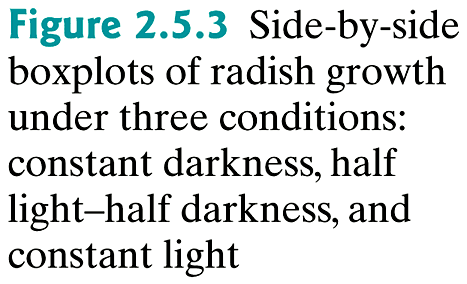 Figure 2.5.3 Side-by-side
boxplots of radish growth
under three conditions:
constant darkness, half
light–half darkness, and
constant light